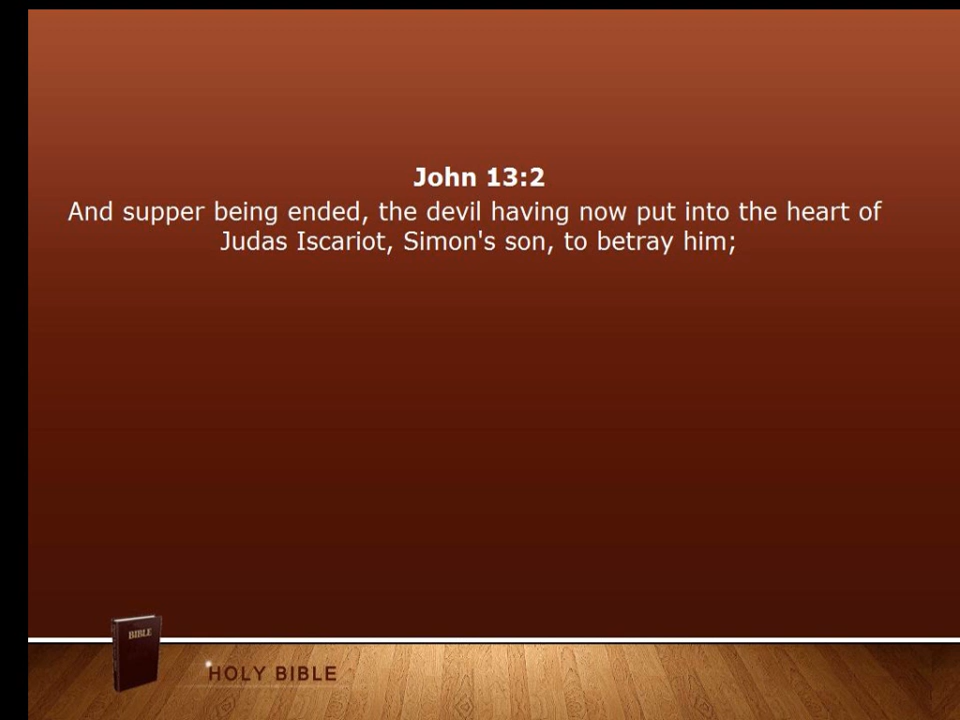 John 13:2
And supper being ended, the devil having now put into the heart of
Judas Iscariot, Simon's son, to betray him;
BIBLE
HOLY BIBLE